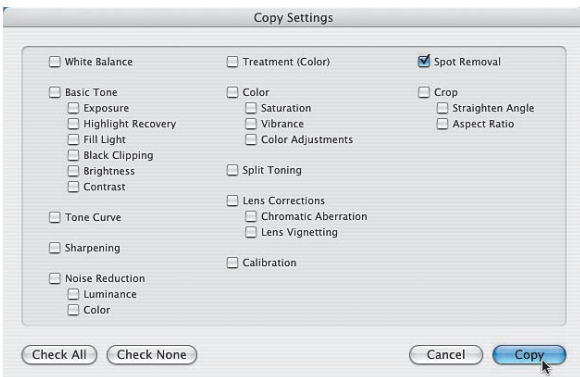 Copy Settings
White Balance
Basic Tone
Exposure
Highlight Recovery
Fill Light
Black Clipping
Brightness
Contrast
Tone Curve
Sharpening
Noise Reduction
Luminance
Color
Treatment (Color)
Color
Saturation
Vibrance
Color Adjustments
Split Toning
Lens Corrections
Chromatic Aberration
Lens Vignetting
Calibration
Spot Removal
Crop
Straighten Angle
Aspect Ratio
Check All
Check None
Cancel
Copy